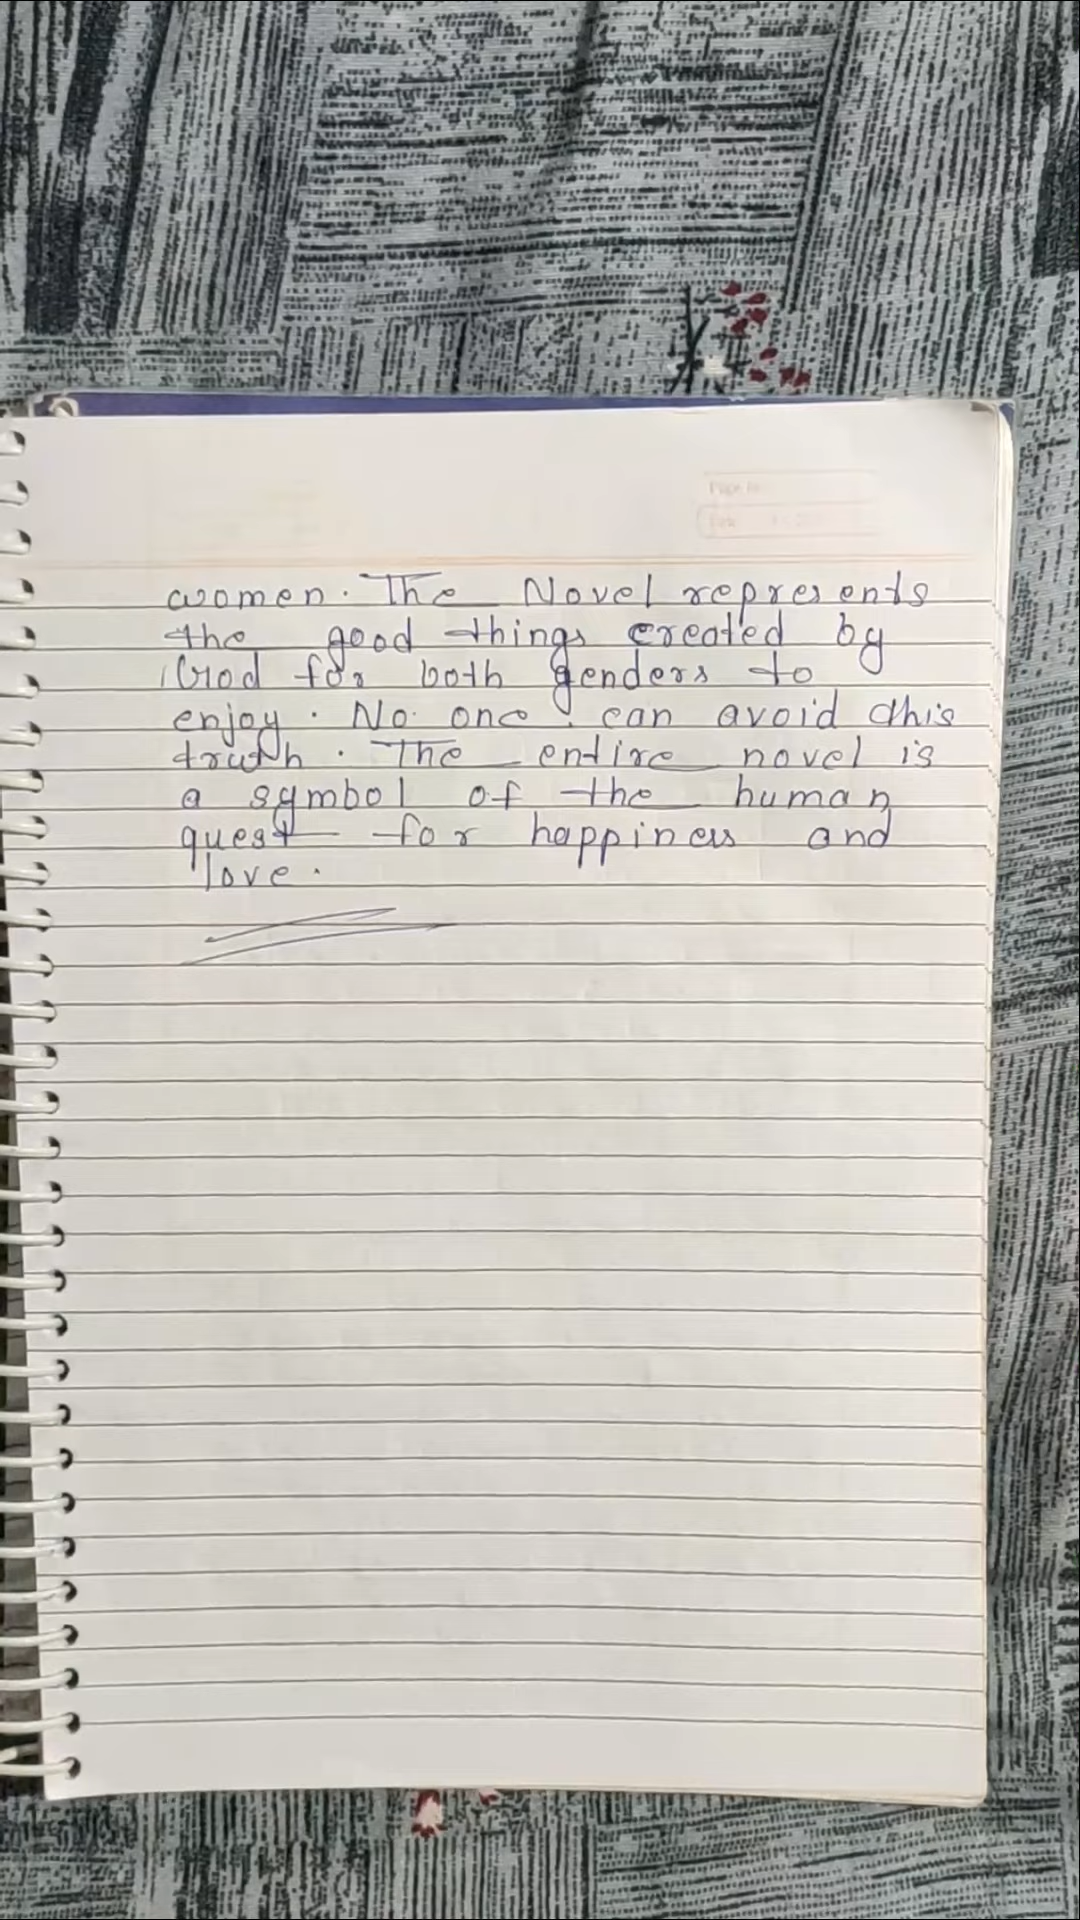 women. The Novel represents
the good things created by
God for both genders to
enjoy. No one can avoid this
truth. The entire novel is
a symbol of the human
quest for happiness and
love.